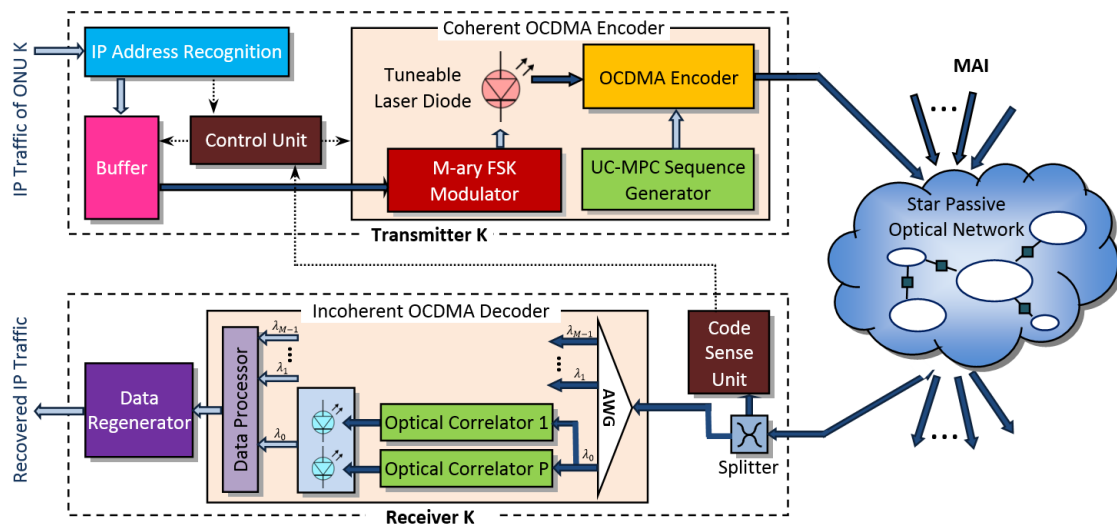 IP Traffic of ONU K
IP Address Recognition
Buffer
Control Unit
Coherent OCDMA Encoder
Tuneable
Laser Diode
OCDMA Encoder
M-ary FSK
Modulator
UC-MPC Sequence
Generator
Transmitter K
MAI
...
Star Passive
Optical Network
...
Recovered IP Traffic
Data
Regenerator
Incoherent OCDMA Decoder
Data Processor
λM−1
...
λ1
λ0
Optical Correlator 1
Optical Correlator P
λM−1
...
λ1
λ0
AWG
Code
Sense
Unit
Splitter
Receiver K